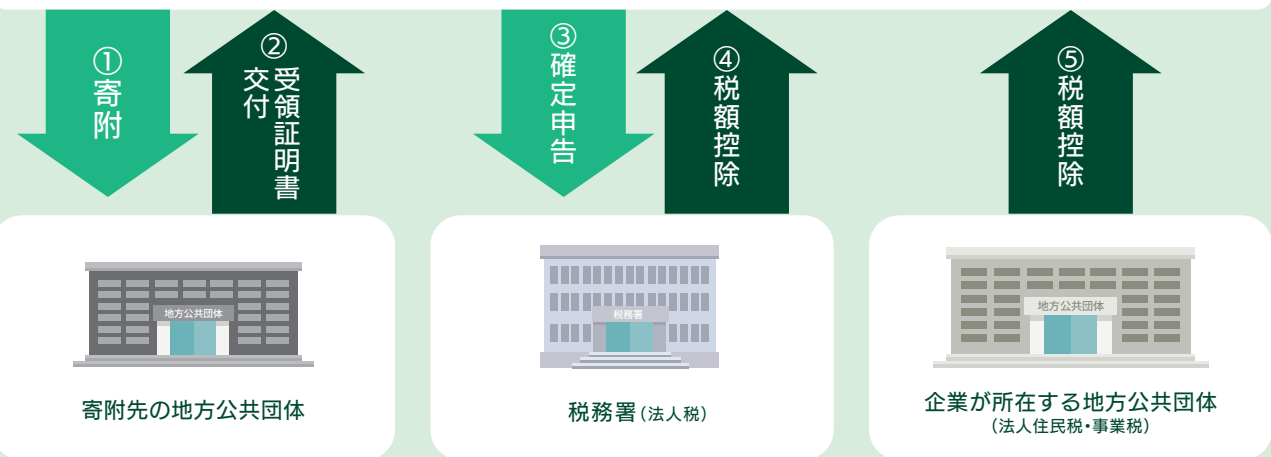 ①寄附
②受領証明書
交付
③確定申告
④税額控除
⑤税額控除
地方公共団体
寄附先の地方公共団体
税務署
税務署(法人税)
地方公共団体
企業が所在する地方公共団体
(法人住民税・事業税)